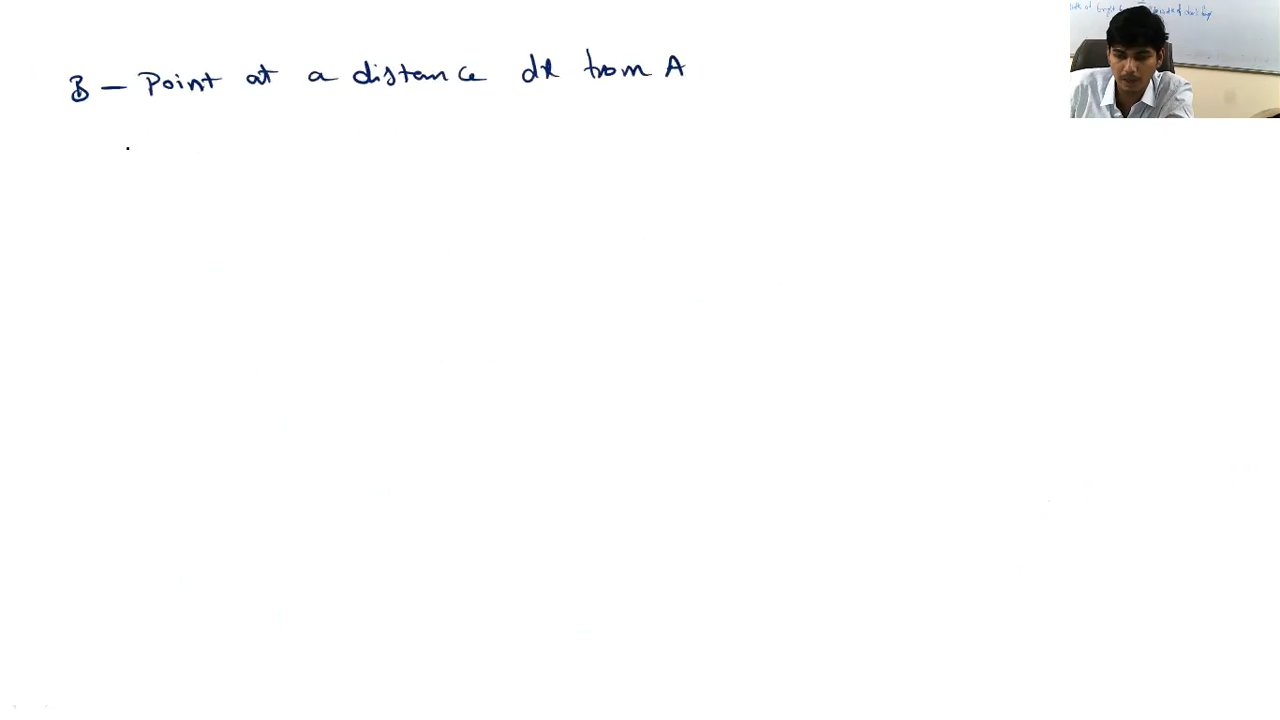 B — Point at a distance dx from A